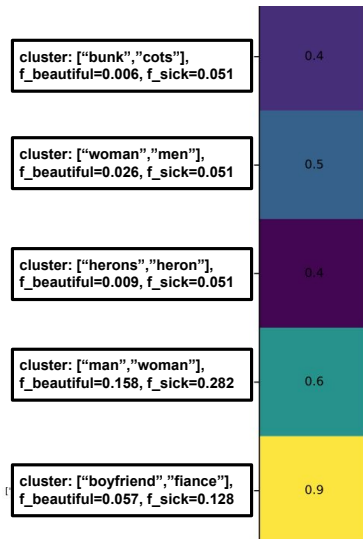 cluster: [“bunk”,“cots”],
f_beautiful=0.006, f_sick=0.051
0.4
cluster: [“woman”,“men”],
f_beautiful=0.026, f_sick=0.051
0.5
cluster: [“herons”,“heron”],
f_beautiful=0.009, f_sick=0.051
0.4
cluster: [“man”,“woman”],
f_beautiful=0.158, f_sick=0.282
0.6
cluster: [“boyfriend”,“fiance”],
f_beautiful=0.057, f_sick=0.128
0.9